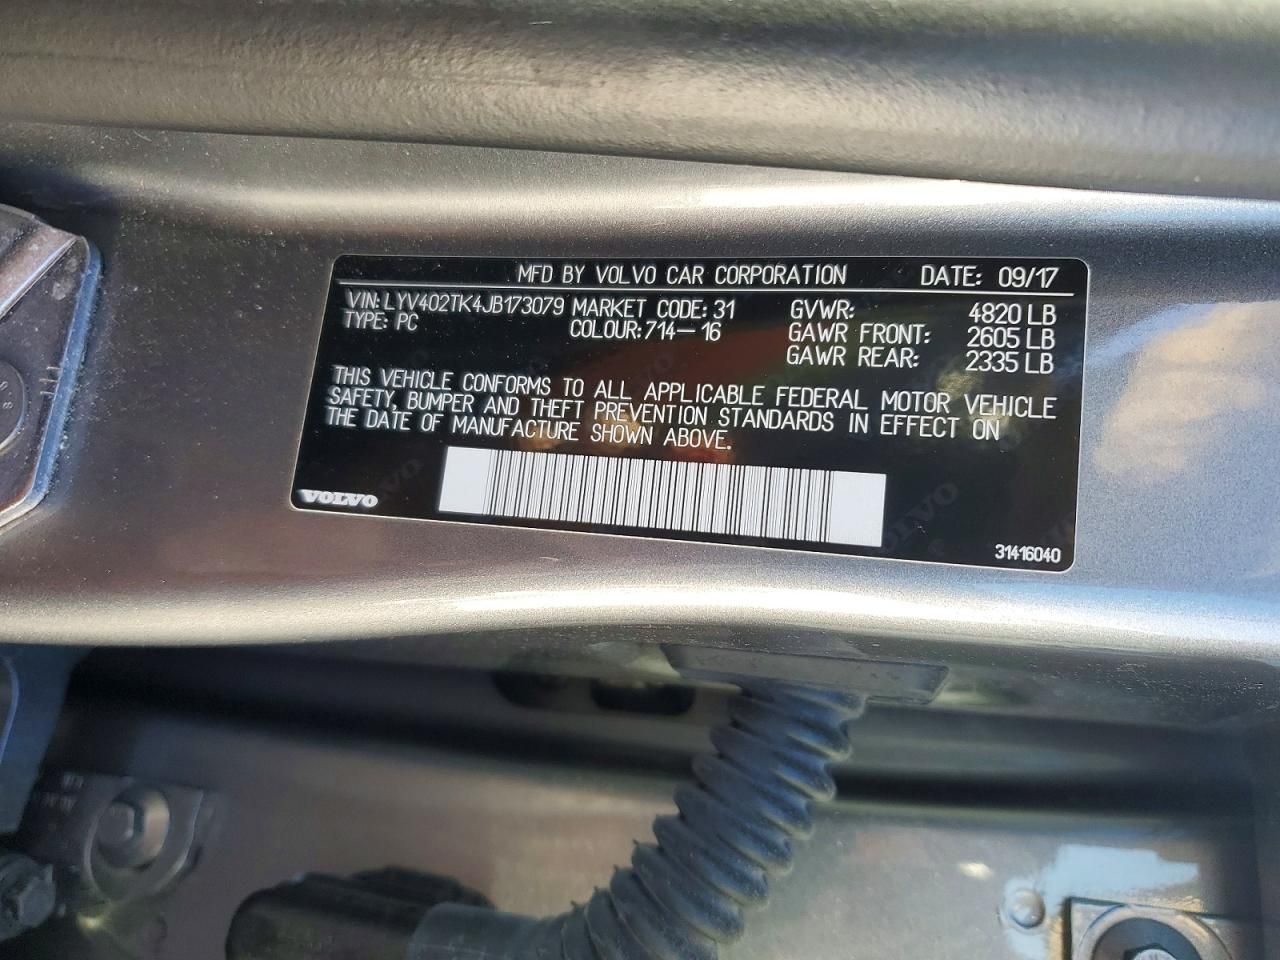 MFD BY VOLVO CAR CORPORATION DATE: 09/17
VIN: LYV402TK4JB173079 MARKET CODE: 31 GVWR: 4820 LB
TYPE: PC COLOUR: 714-16 GAWR FRONT: 2605 LB
GAWR REAR: 2335 LB
THIS VEHICLE CONFORMS TO ALL APPLICABLE FEDERAL MOTOR VEHICLE
SAFETY, BUMPER AND THEFT PREVENTION STANDARDS IN EFFECT ON
THE DATE OF MANUFACTURE SHOWN ABOVE.
VOLVO
31416040